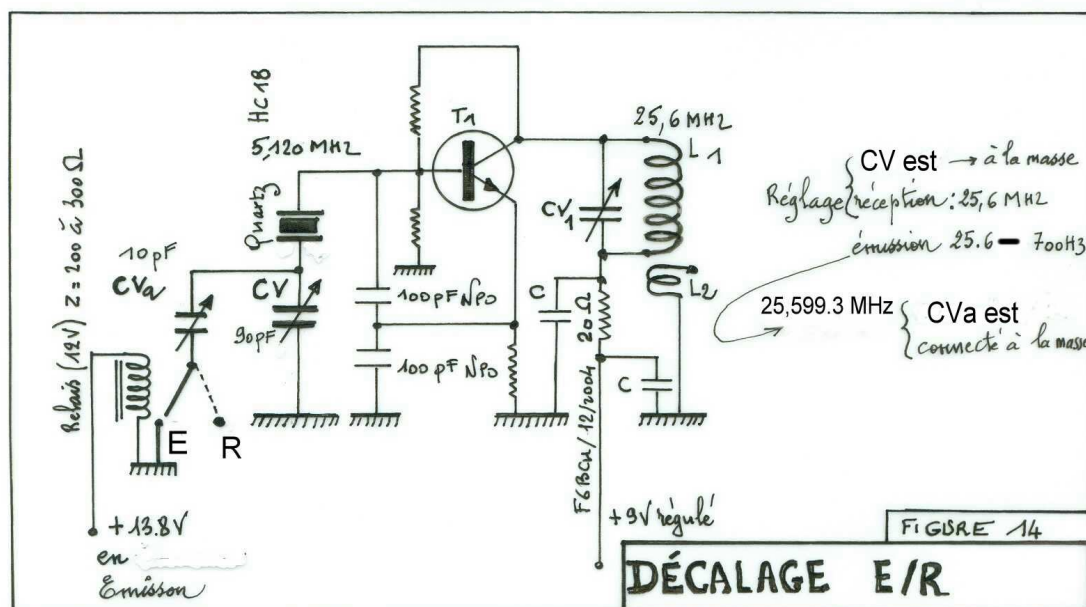 Relais (12V) Z = 200 à 300 Ω
10pF
CVa
E
R
+13.8V
en
Emisson
Quartz HC18
5,120 MHz
CV
90pF
100pF NPO
100pF NPO
T1
25,6 MHz
L1
CV1
L2
C
20Ω
C
F6BCU/12/2004
+9V régulé
CV est → à la masse
Réglage réception : 25,6 MHz
émission 25.6 - 700Hz
25,599.3 MHz
CVa est
connecté à la masse
FIGURE 14
DÉCALAGE E/R